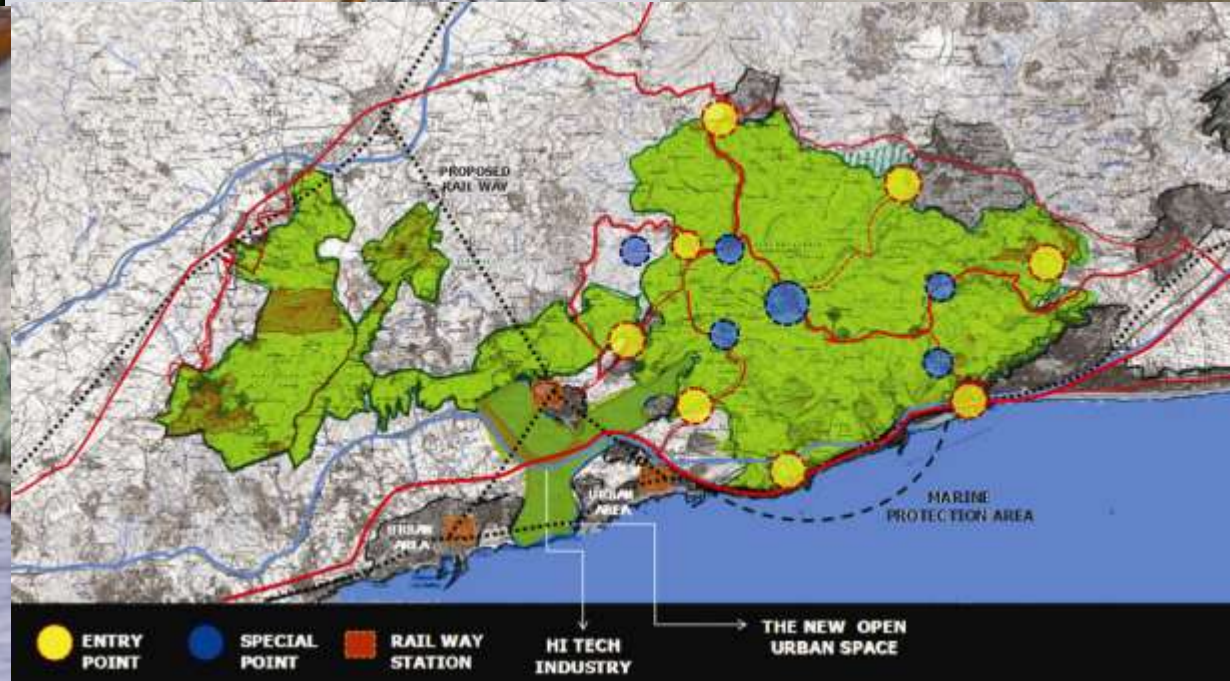 PROPOSED
RAIL WAY
URBAN
AREA
URBAN
AREA
MARINE
PROTECTION AREA
ENTRY
POINT
SPECIAL
POINT
RAIL WAY
STATION
HI TECH
INDUSTRY
THE NEW OPEN
URBAN SPACE